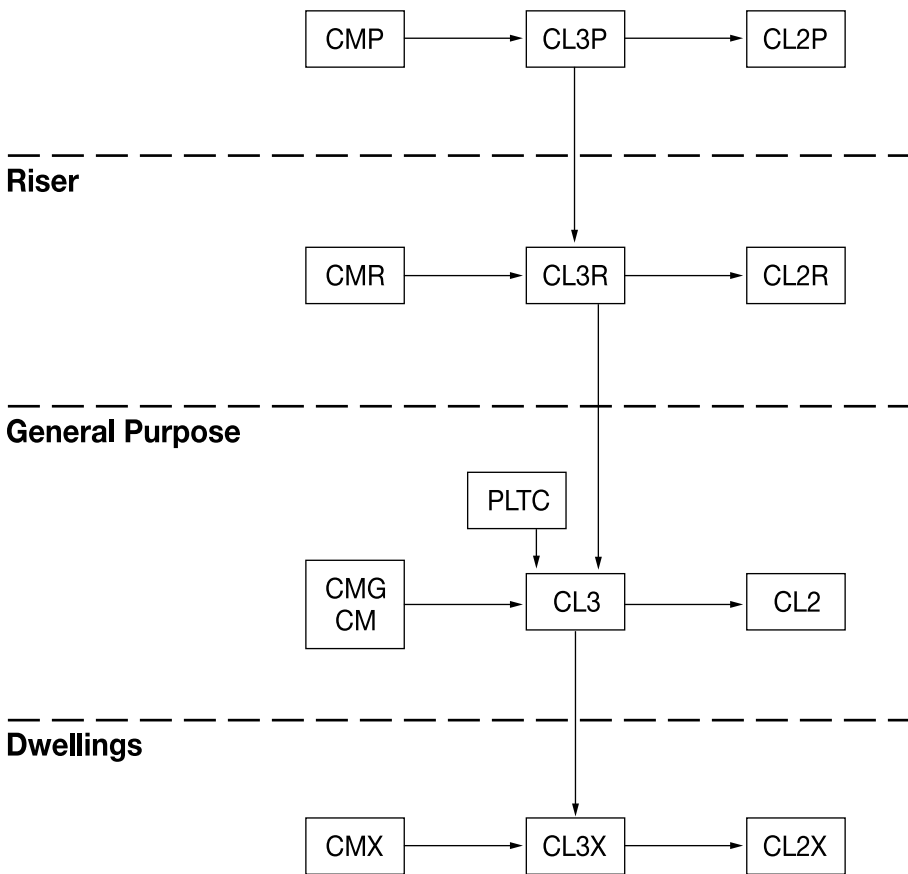 CMP
CL3P
CL2P
Riser
CMR
CL3R
CL2R
General Purpose
PLTC
CMG
CM
CL3
CL2
Dwellings
CMX
CL3X
CL2X